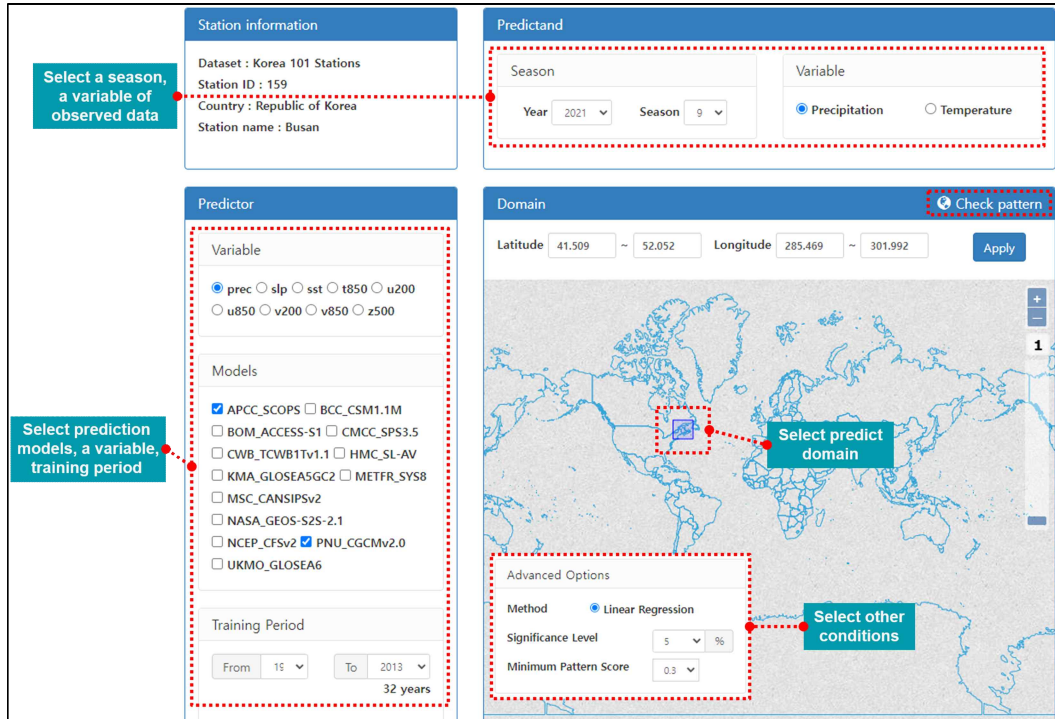 Station information
Dataset : Korea 101 Stations
Station ID : 159
Country : Republic of Korea
Station name : Busan
Select a season,
a variable of
observed data
Predictand
Season
Year 2021 Season 9
Variable
Precipitation Temperature
Predictor
Variable
prec slp sst t850 u200
u850 v200 v850 z500
Models
APCC_SCOPS BCC_CSM1.1M
BOM_ACCESS-S1 CMCC_SPS3.5
CWB_TCWB1Tv1.1 HMC_SL-AV
KMA_GLOSEA5GC2 METFR_SYS8
MSC_CANSIPSv2
NASA_GEOS-S2S-2.1
NCEP_CFSv2 PNU_CGCMv2.0
UKMO_GLOSEA6
Training Period
From 19 To 2013
32 years
Select prediction
models, a variable,
training period
Domain
Check pattern
Latitude 41.509 ~ 52.052 Longitude 285.469 ~ 301.992 Apply
+
–
1
Select predict
domain
Advanced Options
Method Linear Regression
Significance Level 5 %
Minimum Pattern Score 0.3
Select other
conditions